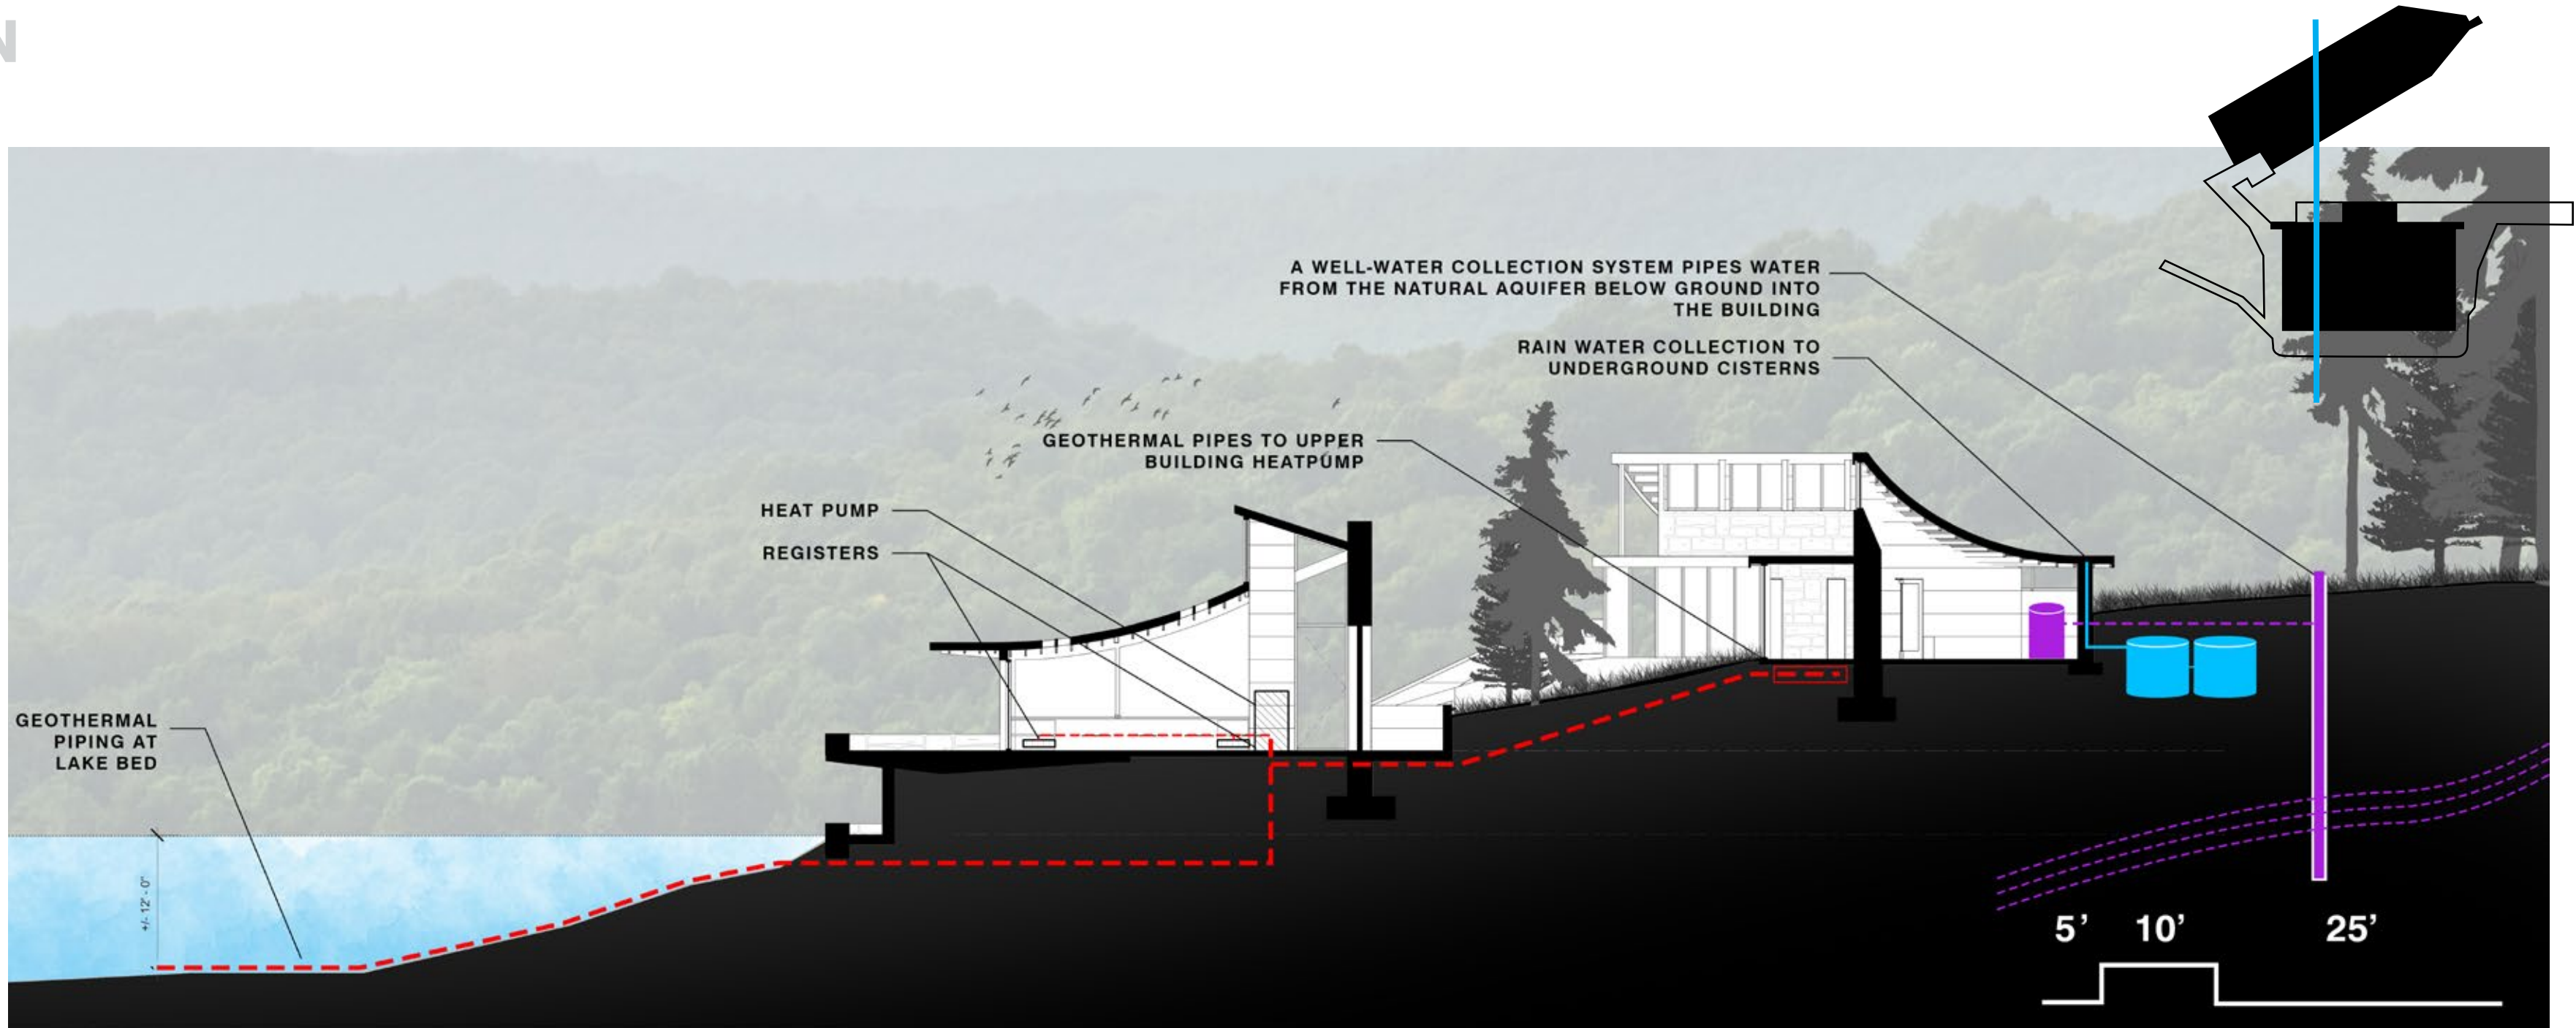 N
A WELL-WATER COLLECTION SYSTEM PIPES WATER
FROM THE NATURAL AQUIFER BELOW GROUND INTO
THE BUILDING
RAIN WATER COLLECTION TO
UNDERGROUND CISTERNS
GEOTHERMAL PIPES TO UPPER
BUILDING HEATPUMP
HEAT PUMP
REGISTERS
GEOTHERMAL
PIPING AT
LAKE BED
+/- 12' - 0"
5’ 10’ 25’